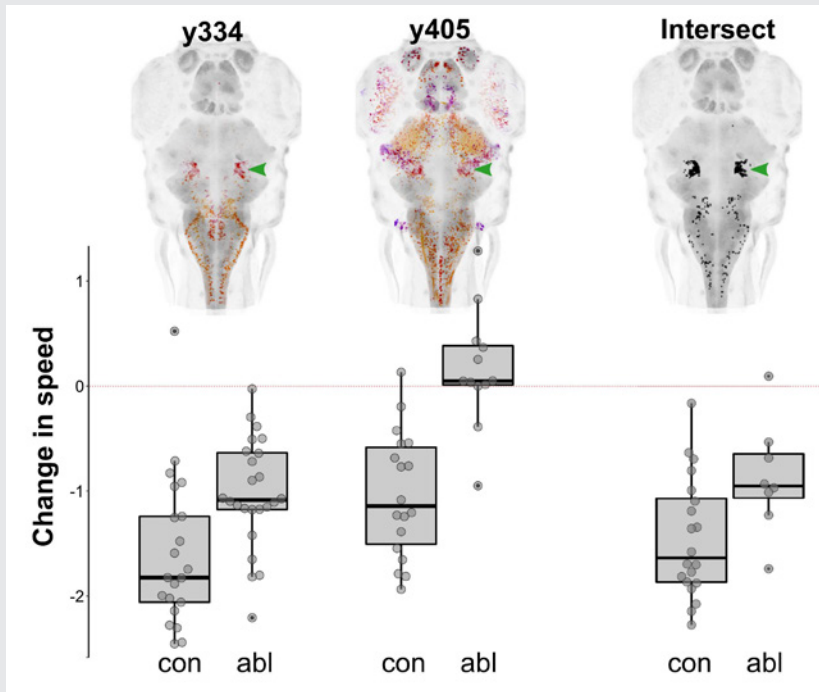 y334 y405 Intersect
Change in speed
1
0
-1
-2
con abl con abl con abl